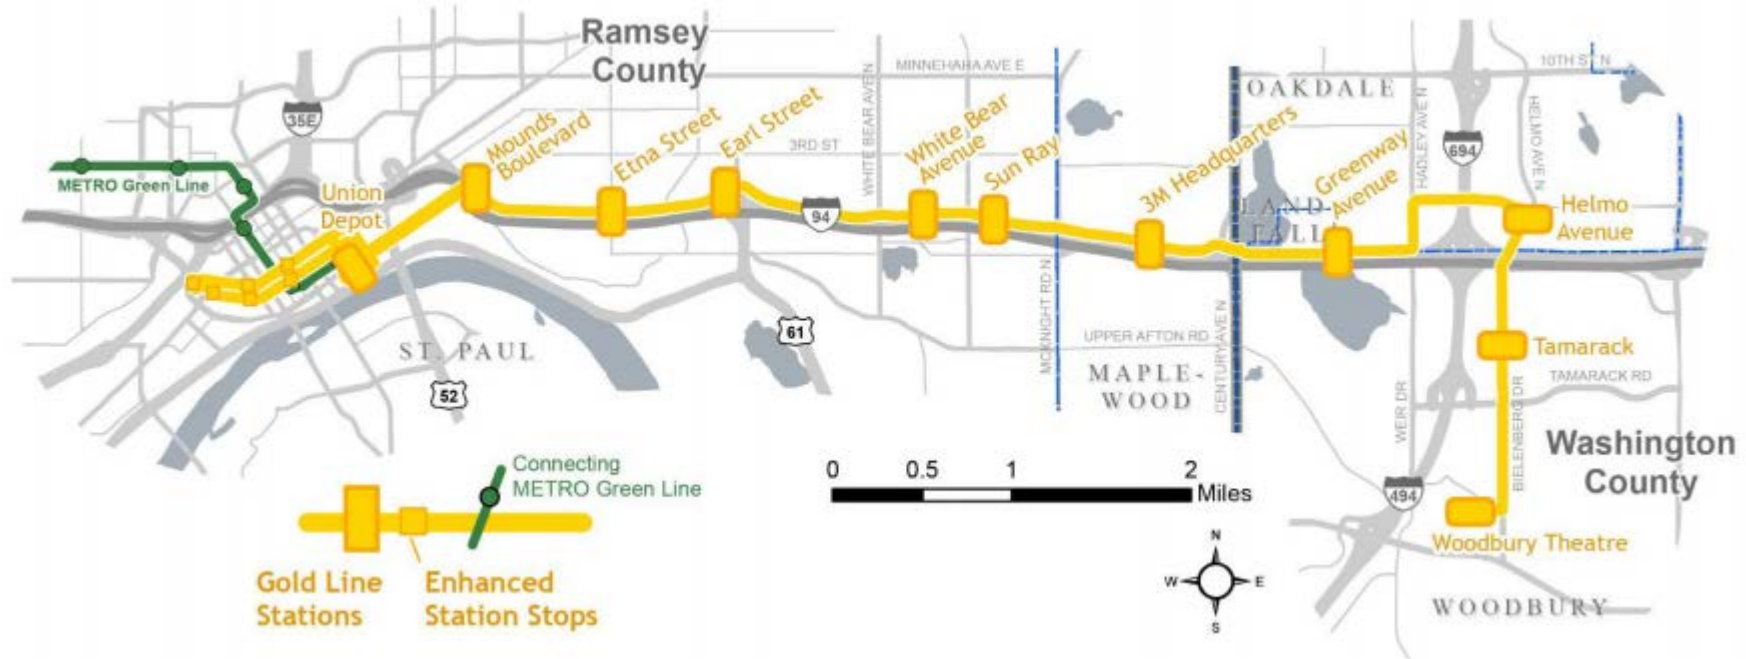 Ramsey
County
MINNEHAHA AVE E
10TH ST N
OAKDALE
35E
Mounds
Boulevard
Etna Street
Earl Street
3RD ST
WHITE BEAR AVE N
White Bear
Avenue
Sun Ray
3M Headquarters
Greenway
Avenue
HADLEY AVE N
694
HELMO AVE N
METRO Green Line
Union
Depot
94
LAND-
FALL
Helmo
Avenue
MCKNIGHT RD N
CENTURY AVE N
61
UPPER AFTON RD
ST. PAUL
52
MAPLE-
WOOD
Tamarack
TAMARACK RD
WEIR DR
BIELENBERG DR
Washington
County
494
Woodbury Theatre
WOODBURY
Connecting
METRO Green Line
0 0.5 1 2
Miles
N
W E
S
Gold Line
Stations
Enhanced
Station Stops